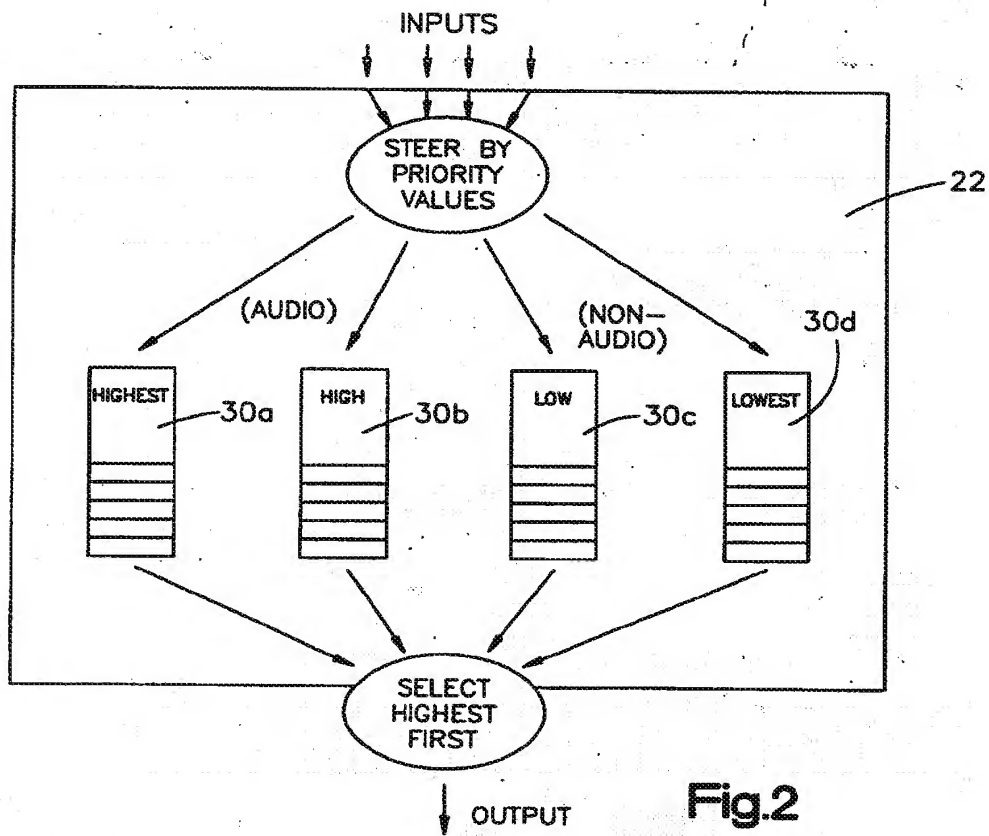 INPUTS
STEER BY
PRIORITY
VALUES
22
(AUDIO)
(NON-
AUDIO)
30d
HIGHEST
30a
HIGH
30b
LOW
30c
LOWEST
SELECT
HIGHEST
FIRST
OUTPUT
Fig.2